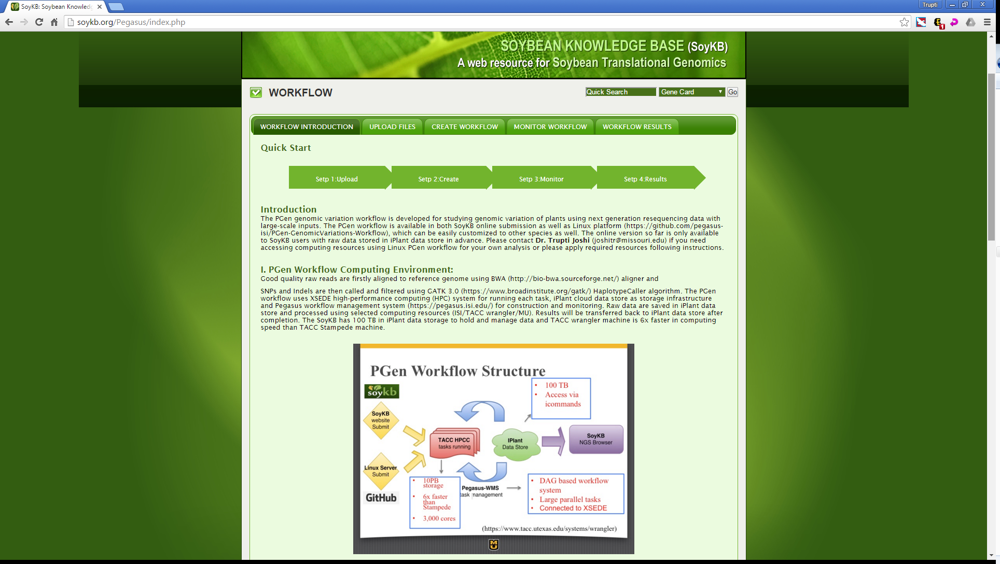 SoyKB: Soybean Knowled
Trupti
soykb.org/Pegasus/index.php
1
SOYBEAN KNOWLEDGE BASE (SoyKB)
A web resource for Soybean Translational Genomics
WORKFLOW
Quick Search
Gene Card
Go
WORKFLOW INTRODUCTION
UPLOAD FILES
CREATE WORKFLOW
MONITOR WORKFLOW
WORKFLOW RESULTS
Quick Start
Setp 1:Upload
Setp 2:Create
Setp 3:Monitor
Setp 4:Results
Introduction
The PGen genomic variation workflow is developed for studying genomic variation of plants using next generation resequencing data with
large-scale inputs. The PGen workflow is available in both SoyKB online submission as well as Linux platform (https://github.com/pegasus-
isi/PGen-GenomicVariations-Workflow), which can be easily customized to other species as well. The online version so far is only available
to SoyKB users with raw data stored in iPlant data store in advance. Please contact Dr. Trupti Joshi (joshitr@missouri.edu) if you need
accessing computing resources using Linux PGen workflow for your own analysis or please apply required resources following instructions.
I. PGen Workflow Computing Environment:
Good quality raw reads are firstly aligned to reference genome using BWA (http://bio-bwa.sourceforge.net/) aligner and
SNPs and Indels are then called and filtered using GATK 3.0 (https://www.broadinstitute.org/gatk/) HaplotypeCaller algorithm. The PGen
workflow uses XSEDE high-performance computing (HPC) system for running each task, iPlant cloud data store as storage infrastructure
and Pegasus workflow management system (https://pegasus.isi.edu/) for construction and monitoring. Raw data are saved in iPlant data
store and processed using selected computing resources (ISI/TACC wrangler/MU). Results will be transferred back to iPlant data store after
completion. The SoyKB has 100 TB in iPlant data storage to hold and manage data and TACC wrangler machine is 6x faster in computing
speed than TACC Stampede machine.
PGen Workflow Structure
soykb
• 100 TB
• Access via
icommands
SoyKB
website
Submit
TACC HPCC
tasks running
IPlant
Data Store
SoyKB
NGS Browser
Linux Server
Submit
GitHub
• 10PB
storage
• 6x faster
than
Stampede
• 3,000 cores
Pegasus-WMS
task management
• DAG based workflow
system
• Large parallel tasks
• Connected to XSEDE
(https://www.tacc.utexas.edu/systems/wrangler)
MU